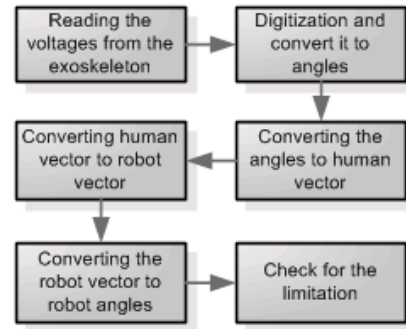 Reading the
voltages from the
exoskeleton
Digitization and
convert it to
angles
Converting the
angles to human
vector
Converting human
vector to robot
vector
Converting the
robot vector to
robot angles
Check for the
limitation